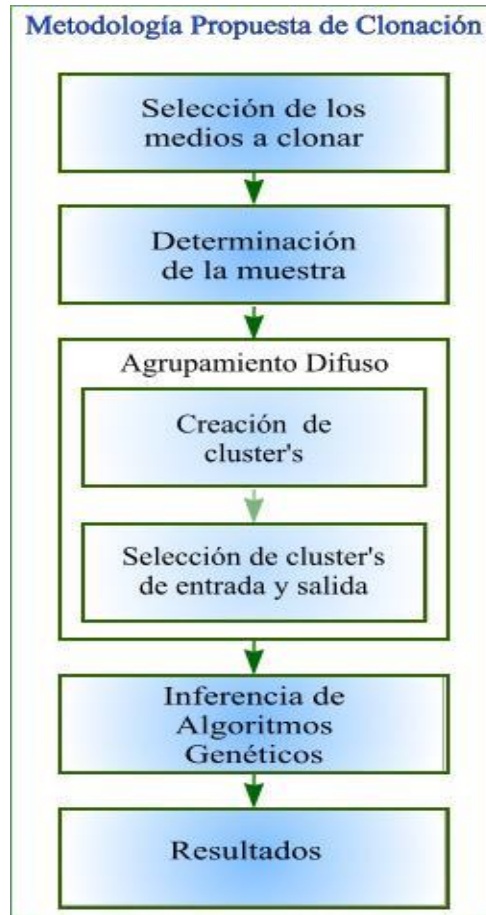 Metodología Propuesta de Clonación
Selección de los
medios a clonar
Determinación
de la muestra
Agrupamiento Difuso
Creación de
cluster's
Selección de cluster's
de entrada y salida
Inferencia de
Algoritmos
Genéticos
Resultados